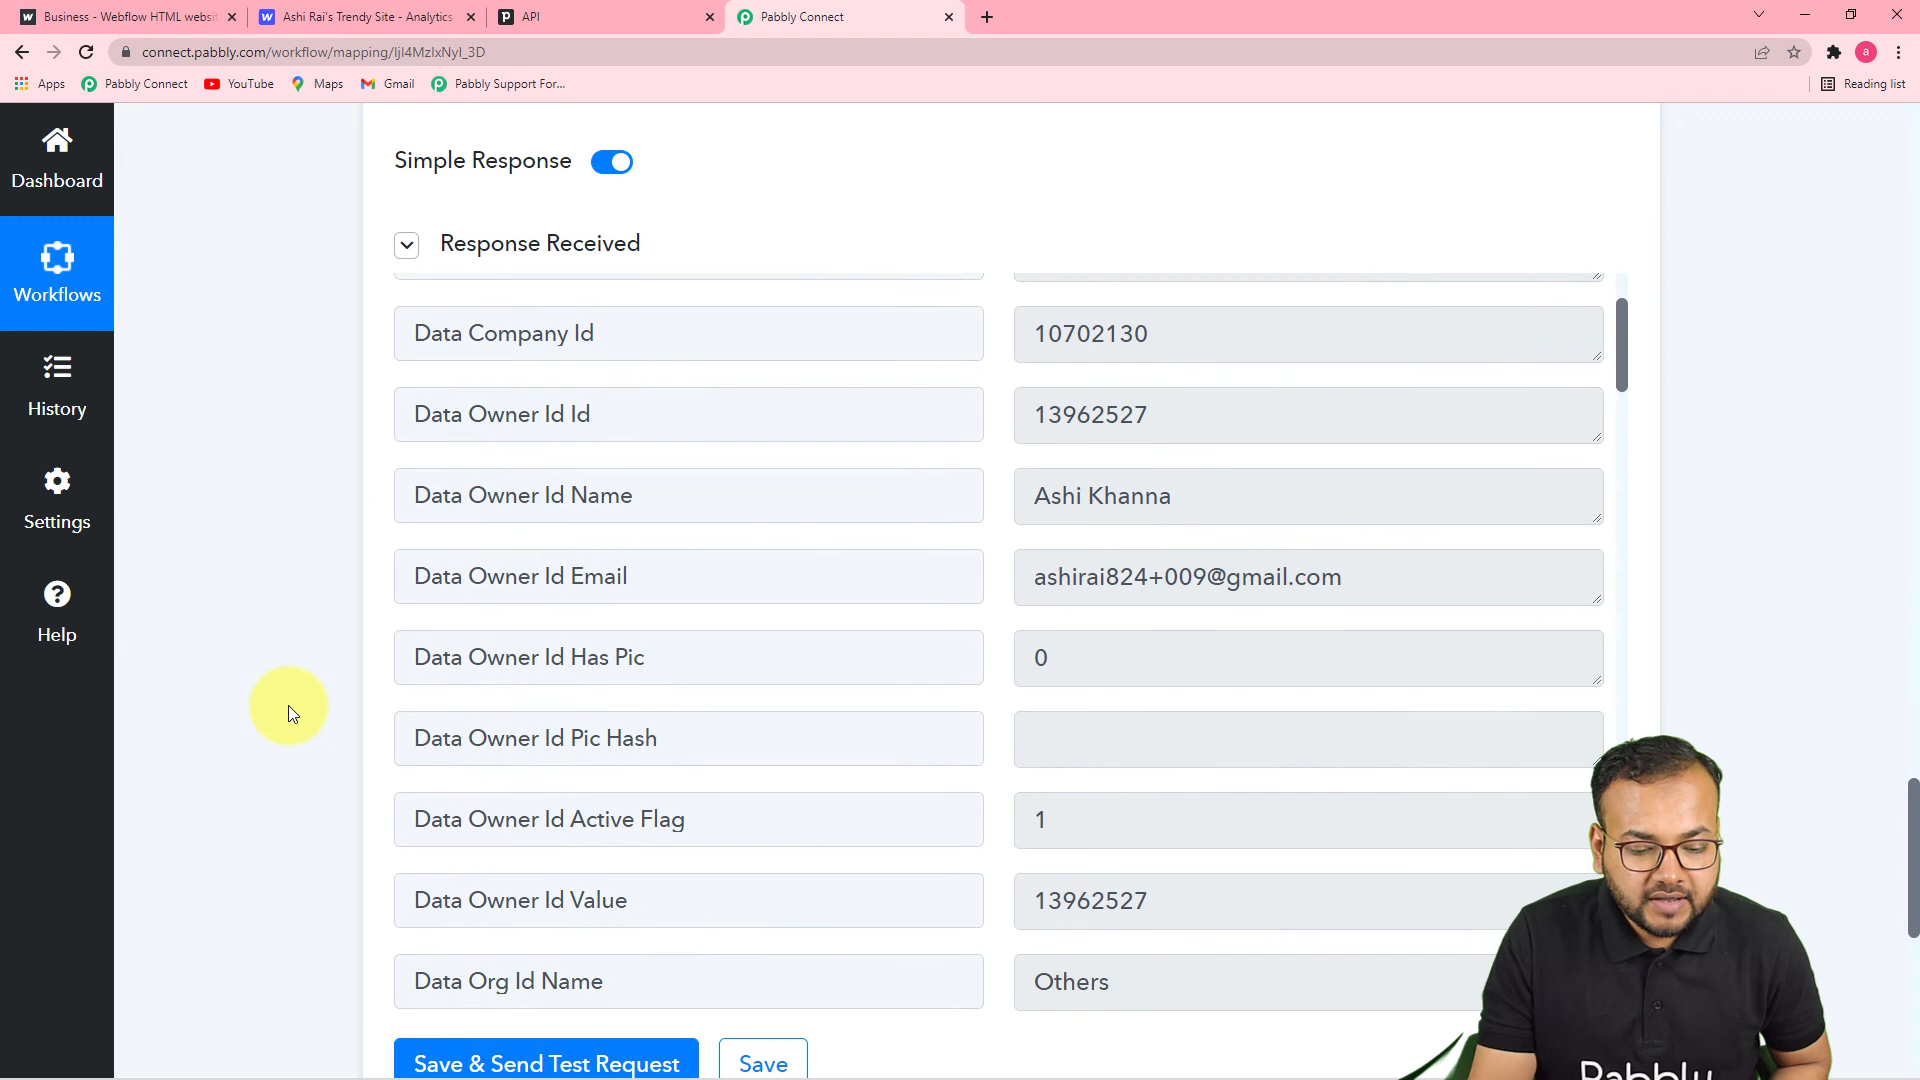 Business - Webflow HTML websi
Ashi Rai's Trendy Site - Analytics
API
Pabbly Connect
connect.pabbly.com/workflow/mapping/IjI4MzIxNyI_3D
a
Apps
Pabbly Connect
YouTube
Maps
Gmail
Pabbly Support For...
Reading list
Dashboard
Workflows
History
Settings
Help
Simple Response
Response Received
Data Company Id
10702130
Data Owner Id Id
13962527
Data Owner Id Name
Ashi Khanna
Data Owner Id Email
ashirai824+009@gmail.com
Data Owner Id Has Pic
0
Data Owner Id Pic Hash
Data Owner Id Active Flag
1
Data Owner Id Value
13962527
Data Org Id Name
Others
Save & Send Test Request
Save
Pabbly